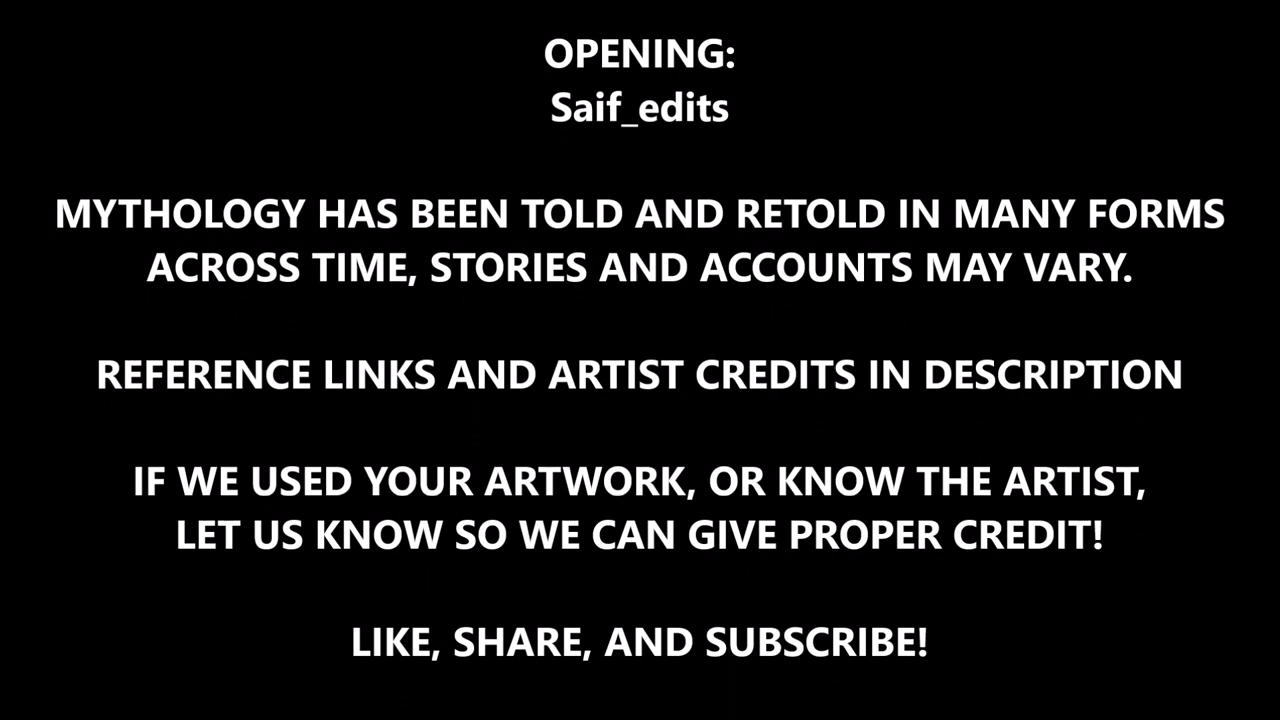 OPENING:
Saif_edits
MYTHOLOGY HAS BEEN TOLD AND RETOLD IN MANY FORMS
ACROSS TIME, STORIES AND ACCOUNTS MAY VARY.
REFERENCE LINKS AND ARTIST CREDITS IN DESCRIPTION
IF WE USED YOUR ARTWORK, OR KNOW THE ARTIST,
LET US KNOW SO WE CAN GIVE PROPER CREDIT!
LIKE, SHARE, AND SUBSCRIBE!